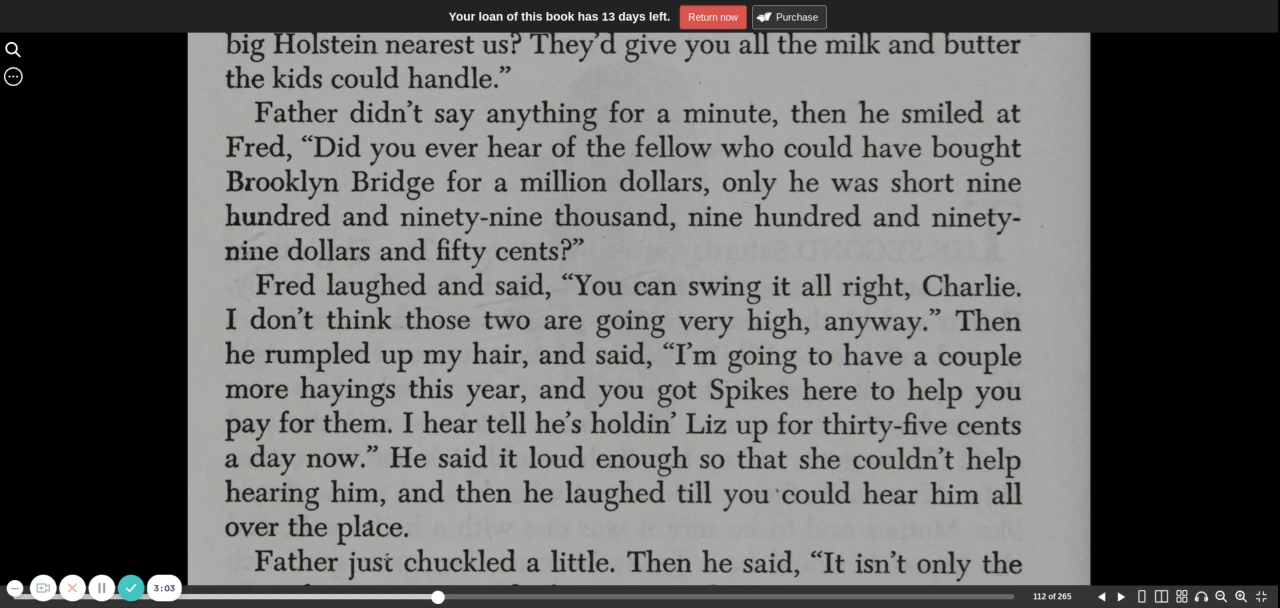 Your loan of this book has 13 days left. Return now Purchase
big Holstein nearest us? They’d give you all the milk and butter
the kids could handle.”
Father didn’t say anything for a minute, then he smiled at
Fred, “Did you ever hear of the fellow who could have bought
Brooklyn Bridge for a million dollars, only he was short nine
hundred and ninety-nine thousand, nine hundred and ninety-
nine dollars and fifty cents?”
Fred laughed and said, “You can swing it all right, Charlie.
I don’t think those two are going very high, anyway.” Then
he rumpled up my hair, and said, “I’m going to have a couple
more hayings this year, and you got Spikes here to help you
pay for them. I hear tell he’s holdin’ Liz up for thirty-five cents
a day now.” He said it loud enough so that she couldn’t help
hearing him, and then he laughed till you could hear him all
over the place.
Father just chuckled a little. Then he said, “It isn’t only the
3:03
112 of 265